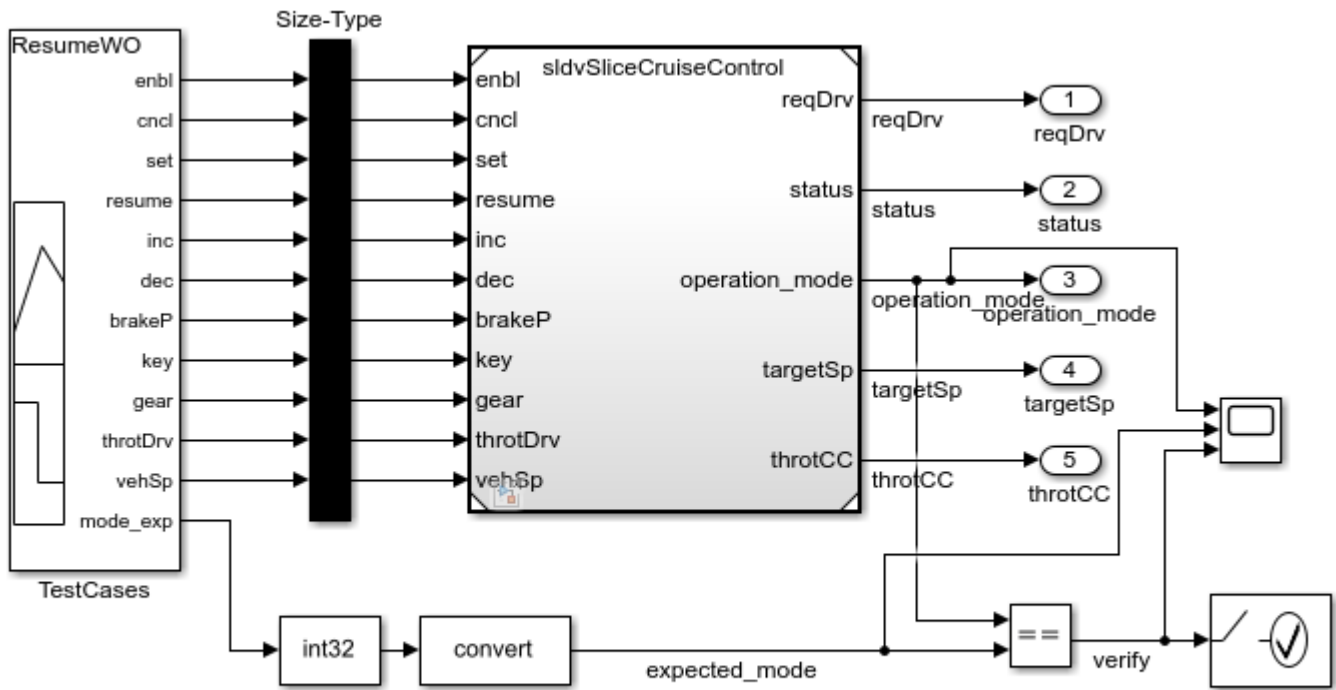 Size-Type
ResumeWO
enbl
cncl
set
resume
inc
dec
brakeP
key
gear
throtDrv
vehSp
mode_exp
TestCases
sldvSliceCruiseControl
enbl
cncl
set
resume
inc
dec
brakeP
key
gear
throtDrv
vehSp
reqDrv
status
operation_mode
targetSp
throtCC
reqDrv
status
operation_mode
targetSp
throtCC
1
reqDrv
2
status
3
operation_mode
4
targetSp
5
throtCC
int32
convert
expected_mode
==
verify